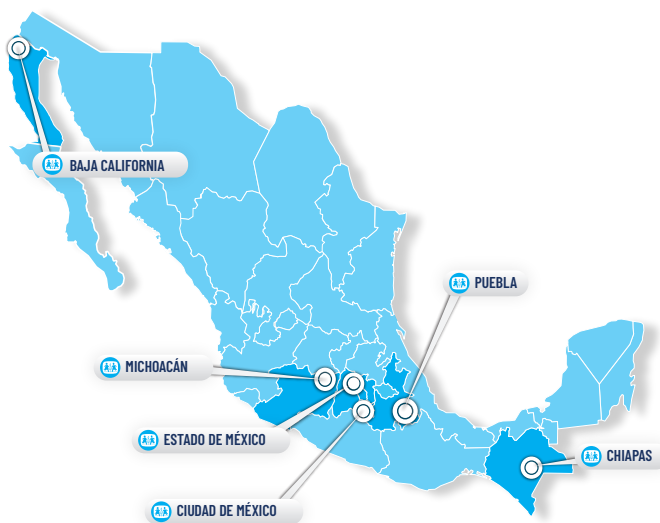 BAJA CALIFORNIA
PUEBLA
MICHOACÁN
ESTADO DE MÉXICO
CHIAPAS
CIUDAD DE MÉXICO